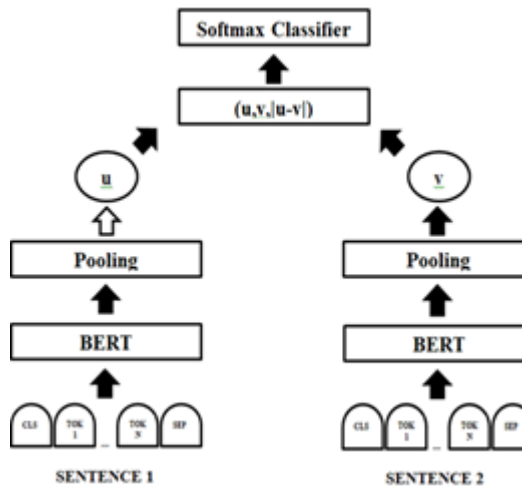 Softmax Classifier
(u,v,|u-v|)
u
v
Pooling
Pooling
BERT
BERT
CLS TOK 1 _ TOK N SEP
CLS TOK 1 _ TOK N SEP
SENTENCE 1
SENTENCE 2